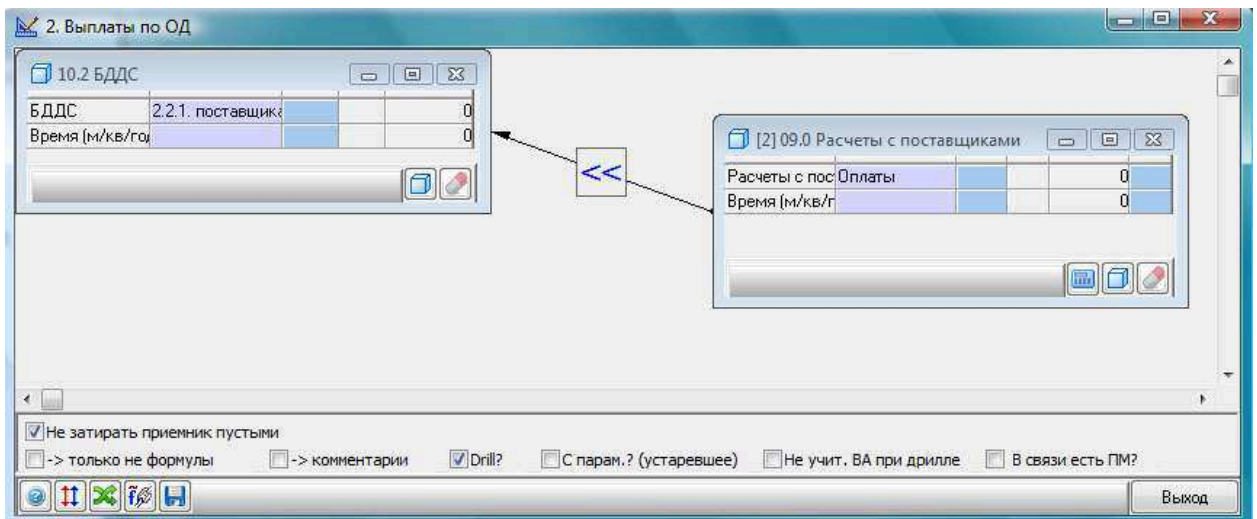 2. Выплаты по ОД
10.2 БДДС
БДДС 2.2.1. поставщика 0
Время (м/кв/год 0
<<
[2] 09.0 Расчеты с поставщиками
Расчеты с пос Оплаты 0
Время (м/кв/г 0
Не затирать приемник пустыми
-> только не формулы -> комментарии Drill? С парам.? (устаревшее) Не учит. ВА при дрилле В связи есть ПМ?
Выход